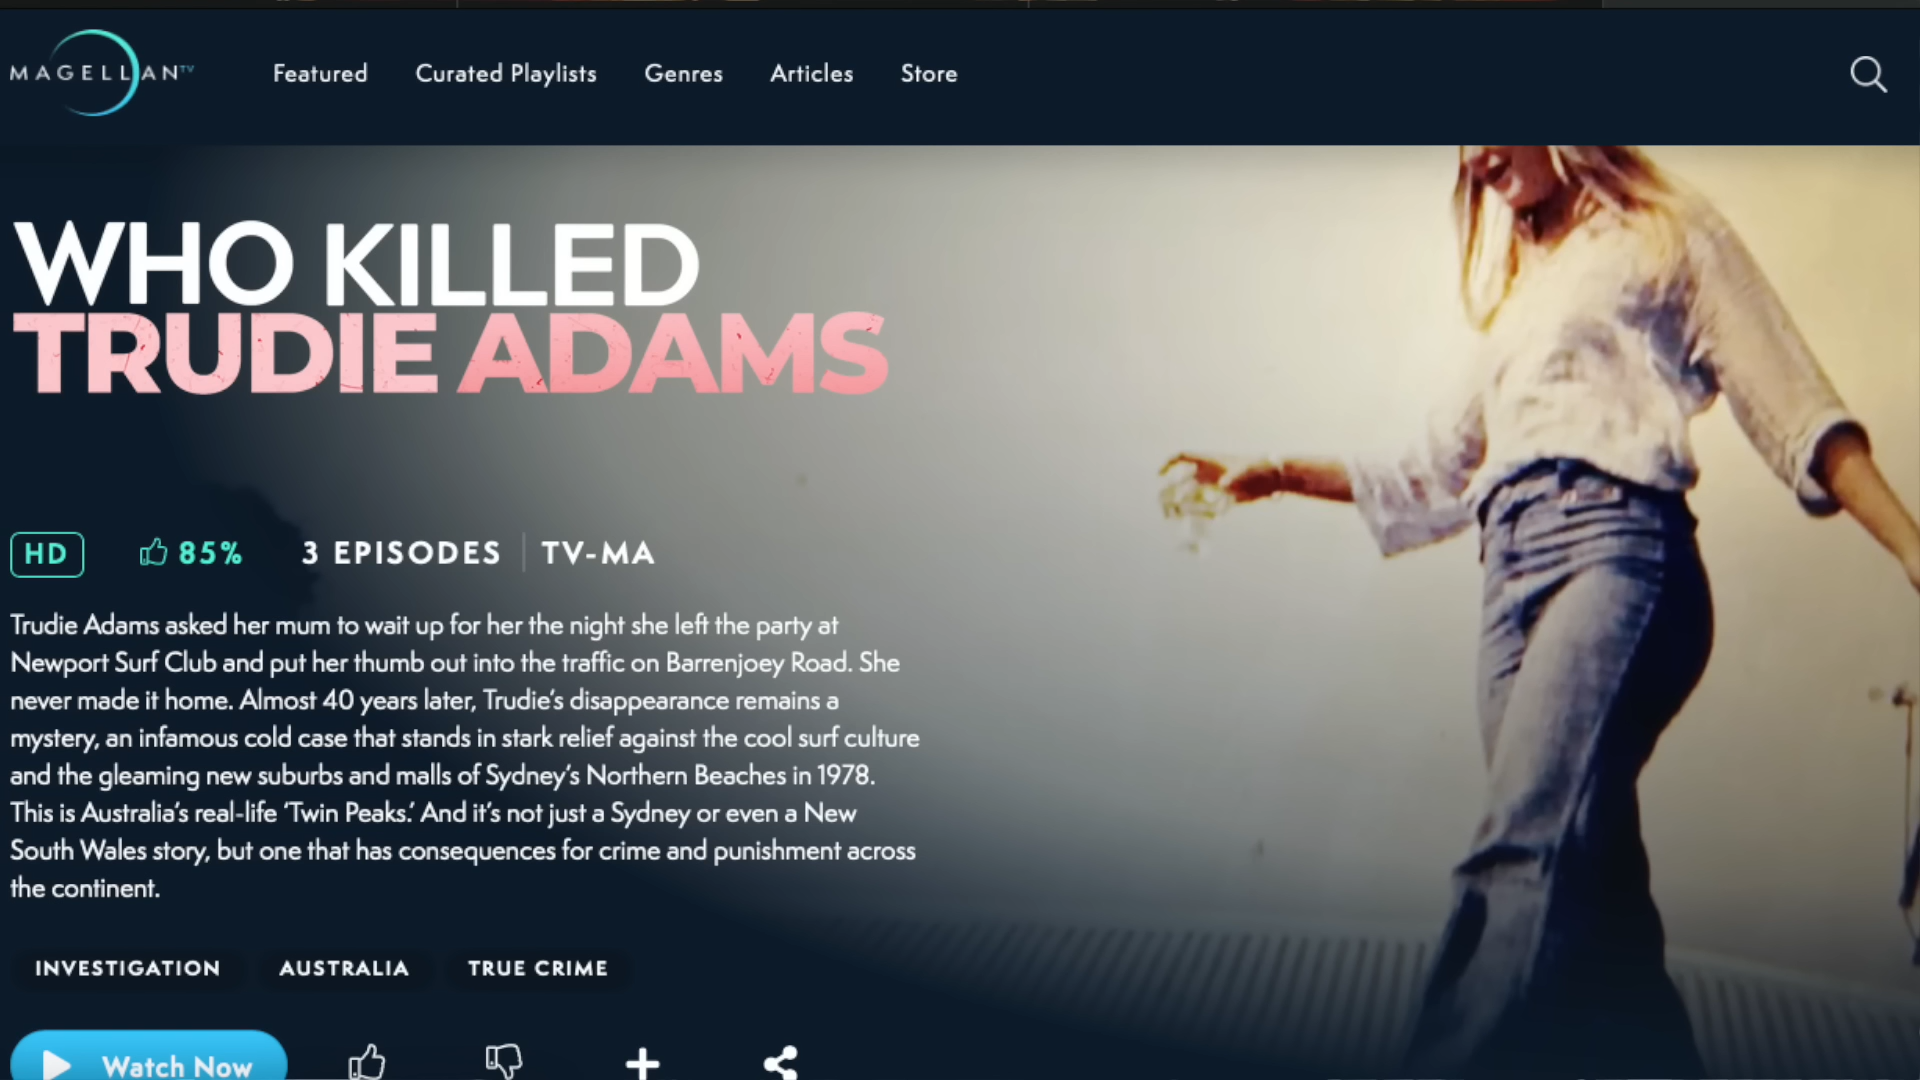 MAGELLANTV
Featured Curated Playlists Genres Articles Store
WHO KILLED
TRUDIE ADAMS
HD 85% 3 EPISODES TV-MA
Trudie Adams asked her mum to wait up for her the night she left the party at
Newport Surf Club and put her thumb out into the traffic on Barrenjoey Road. She
never made it home. Almost 40 years later, Trudie's disappearance remains a
mystery, an infamous cold case that stands in stark relief against the cool surf culture
and the gleaming new suburbs and malls of Sydney's Northern Beaches in 1978.
This is Australia's real-life 'Twin Peaks.' And it's not just a Sydney or even a New
South Wales story, but one that has consequences for crime and punishment across
the continent.
INVESTIGATION AUSTRALIA TRUE CRIME
Watch Now